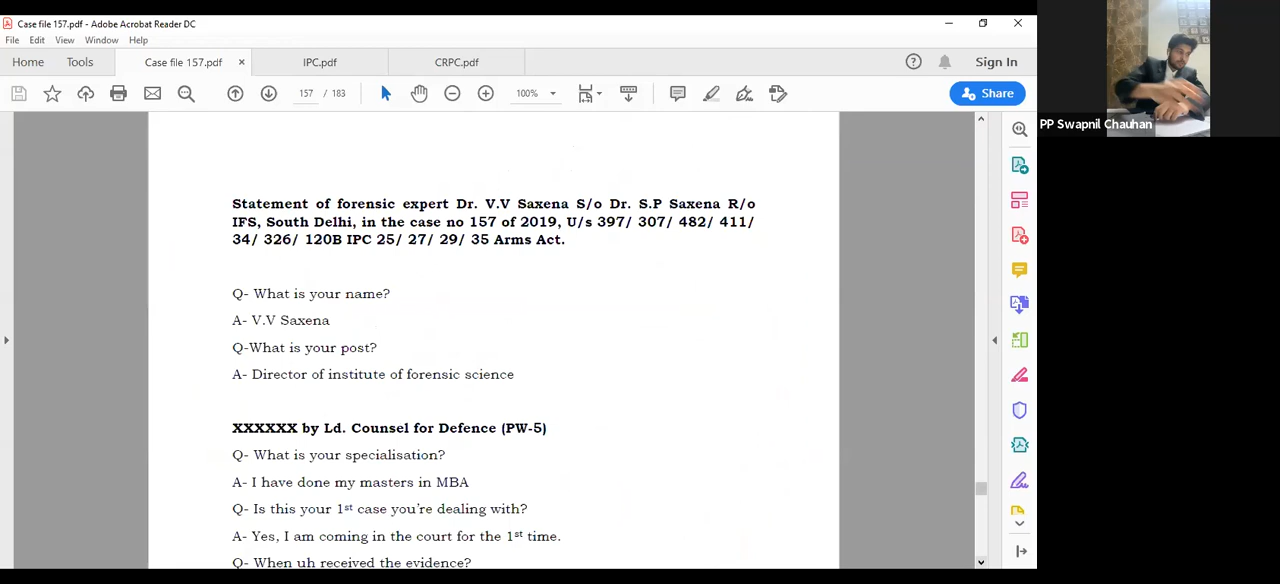 Case file 157.pdf - Adobe Acrobat Reader DC
File Edit View Window Help
Home Tools Case file 157.pdf × IPC.pdf CRPC.pdf Sign In
157 / 183 100% Share
PP Swapnil Chauhan
Statement of forensic expert Dr. V.V Saxena S/o Dr. S.P Saxena R/o
IFS, South Delhi, in the case no 157 of 2019, U/s 397/ 307/ 482/ 411/
34/ 326/ 120B IPC 25/ 27/ 29/ 35 Arms Act.
Q- What is your name?
A- V.V Saxena
Q-What is your post?
A- Director of institute of forensic science
XXXXXX by Ld. Counsel for Defence (PW-5)
Q- What is your specialisation?
A- I have done my masters in MBA
Q- Is this your 1st case you’re dealing with?
A- Yes, I am coming in the court for the 1st time.
Q- When uh received the evidence?